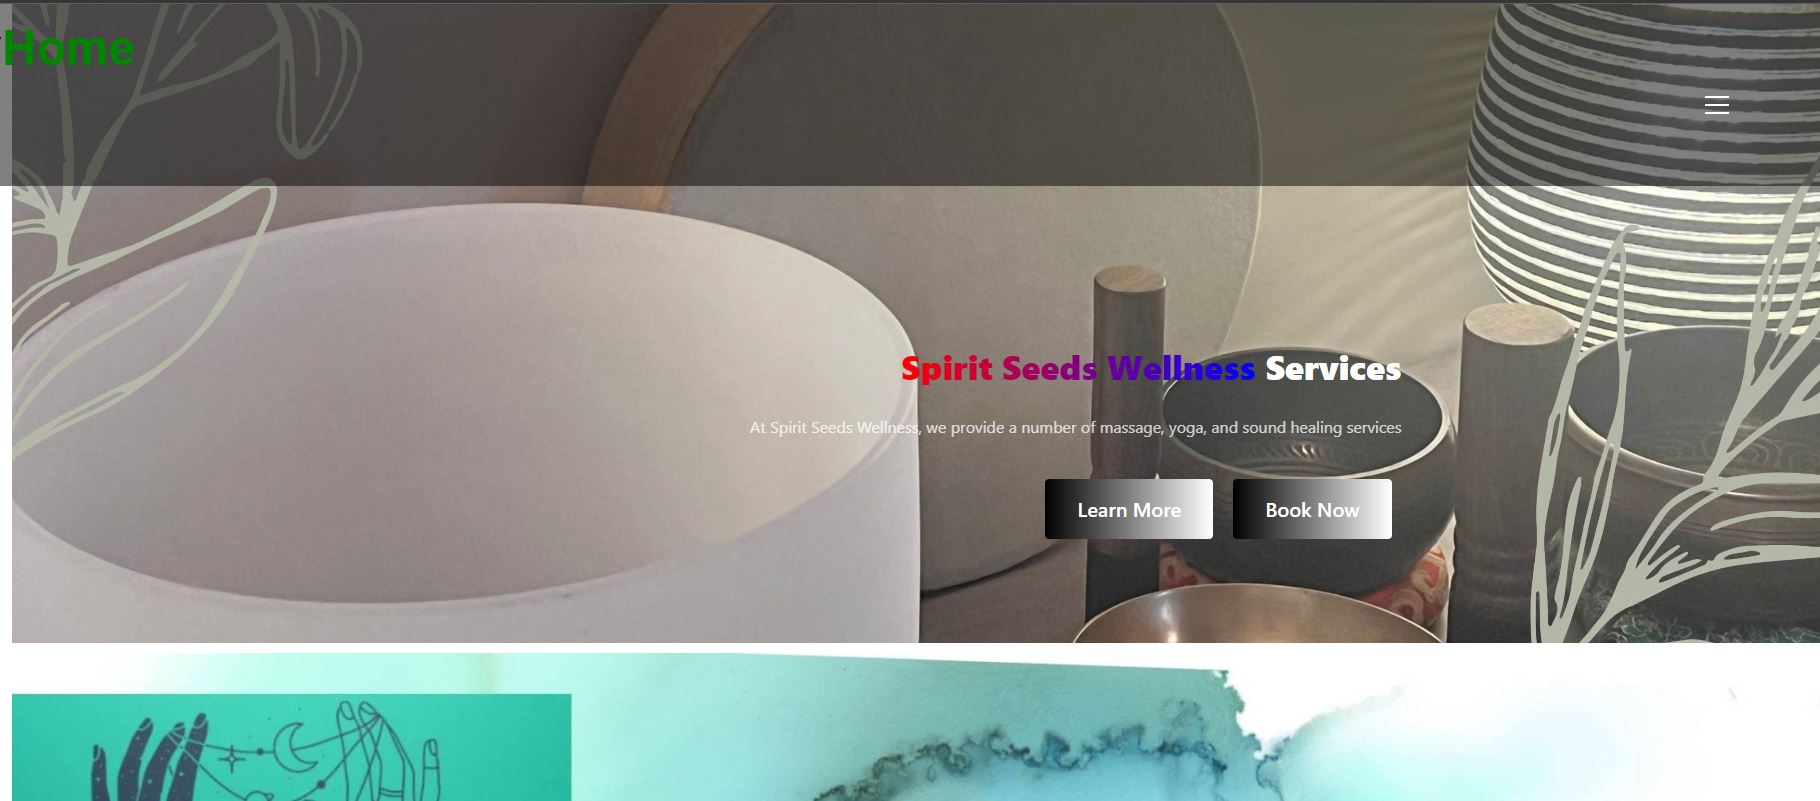 Home
Spirit Seeds Wellness Services
At Spirit Seeds Wellness, we provide a number of massage, yoga, and sound healing services
Learn More
Book Now